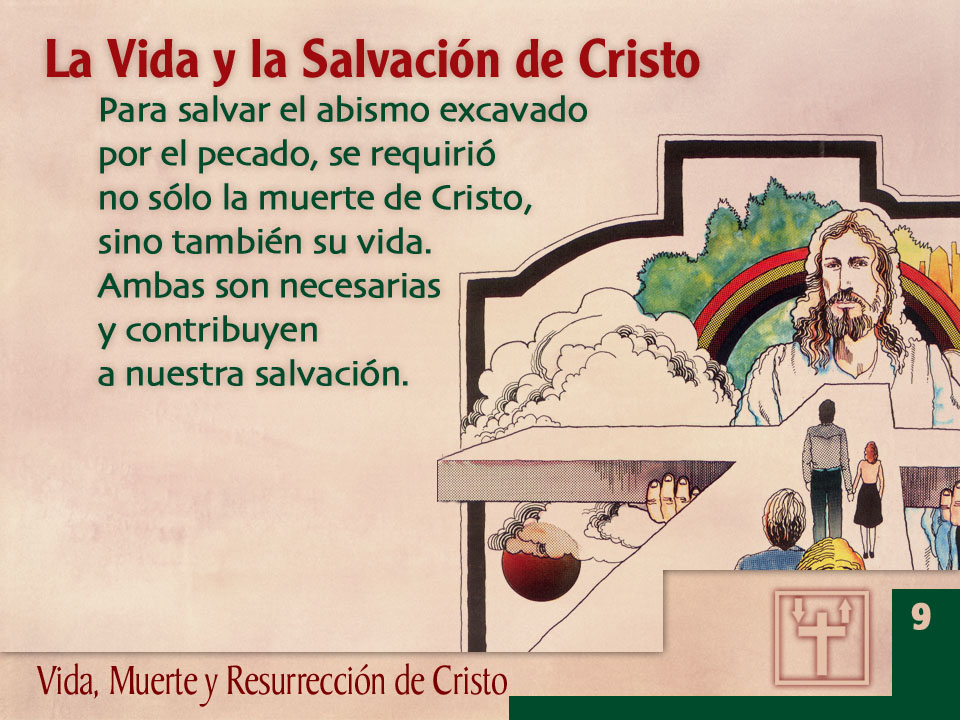 La Vida y la Salvación de Cristo
Para salvar el abismo excavado
por el pecado, se requirió
no sólo la muerte de Cristo,
sino también su vida.
Ambas son necesarias
y contribuyen
a nuestra salvación.
9
Vida, Muerte y Resurrección de Cristo